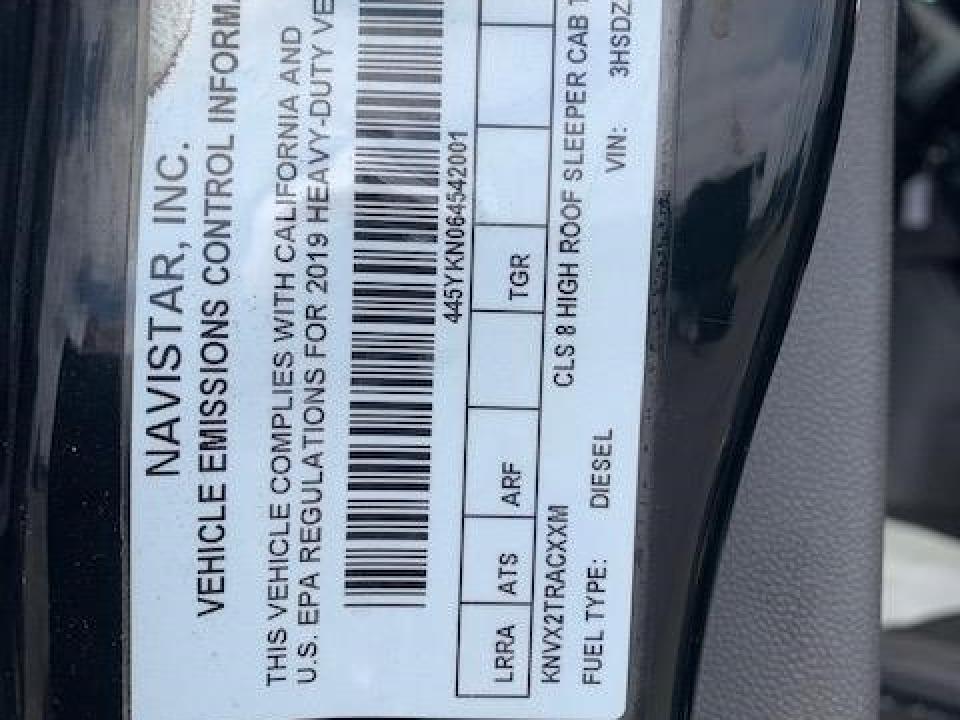 NAVISTAR, INC.
VEHICLE EMISSIONS CONTROL INFORMA
THIS VEHICLE COMPLIES WITH CALIFORNIA AND
U.S. EPA REGULATIONS FOR 2019 HEAVY-DUTY VE
445YKN064542001
LRRA ATS ARF TGR
KNVX2TRACXXM CLS 8 HIGH ROOF SLEEPER CAB T
FUEL TYPE: DIESEL VIN: 3HSDZ